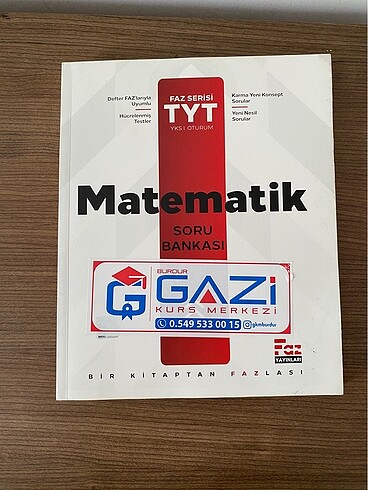 Defter FAZ'larıyla
Uyumlu
Hücrelenmiş
Testler
FAZ SERİSİ
TYT
YKS I. OTURUM
Karma Yeni Konsept
Sorular
Yeni Nesil
Sorular
Matematik
SORU
BANKASI
BURDUR
GAZİ
KURS MERKEZİ
0.549 533 00 15 gkmburdur
Faz
YAYINLARI
BİR KİTAPTAN FAZLASI